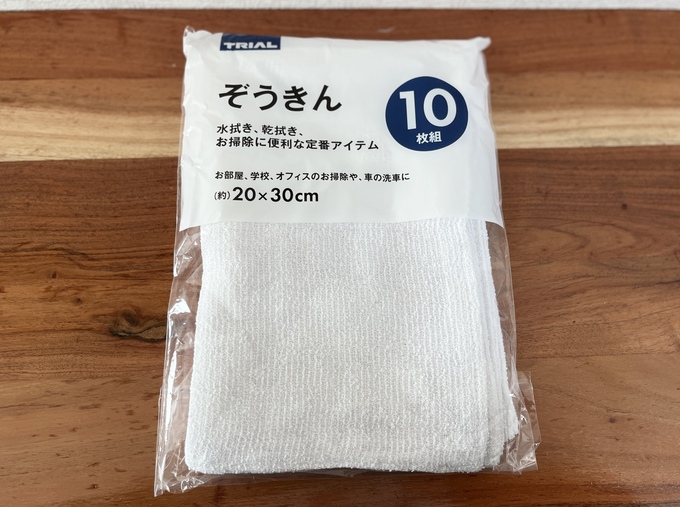 TRIAL
ぞうきん
10
枚組
水拭き、乾拭き、
お掃除に便利な定番アイテム
お部屋、学校、オフィスのお掃除や、車の洗車に
(約)20×30cm